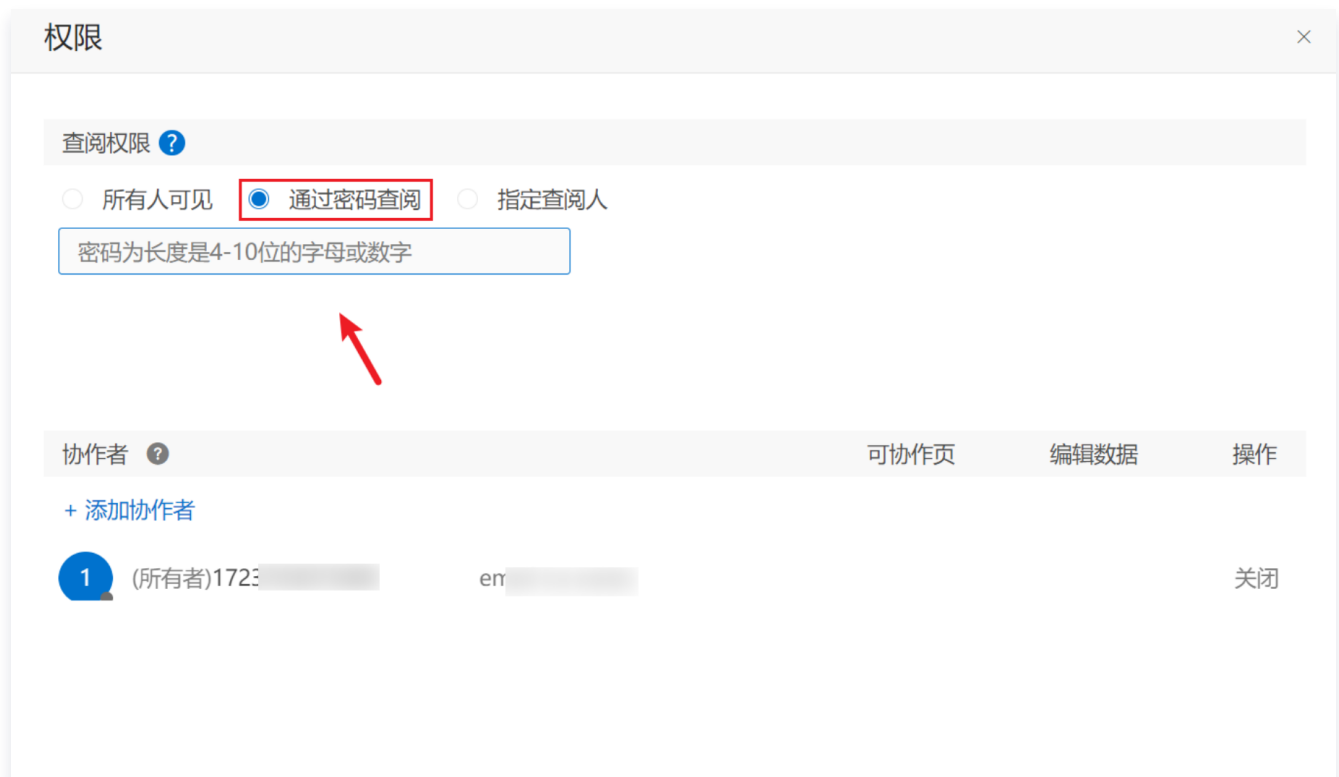 权限
查阅权限 ?
所有人可见 通过密码查阅 指定查阅人
密码为长度是4-10位的字母或数字
协作者 ? 可协作页 编辑数据 操作
+ 添加协作者
1 (所有者)1723 em 关闭